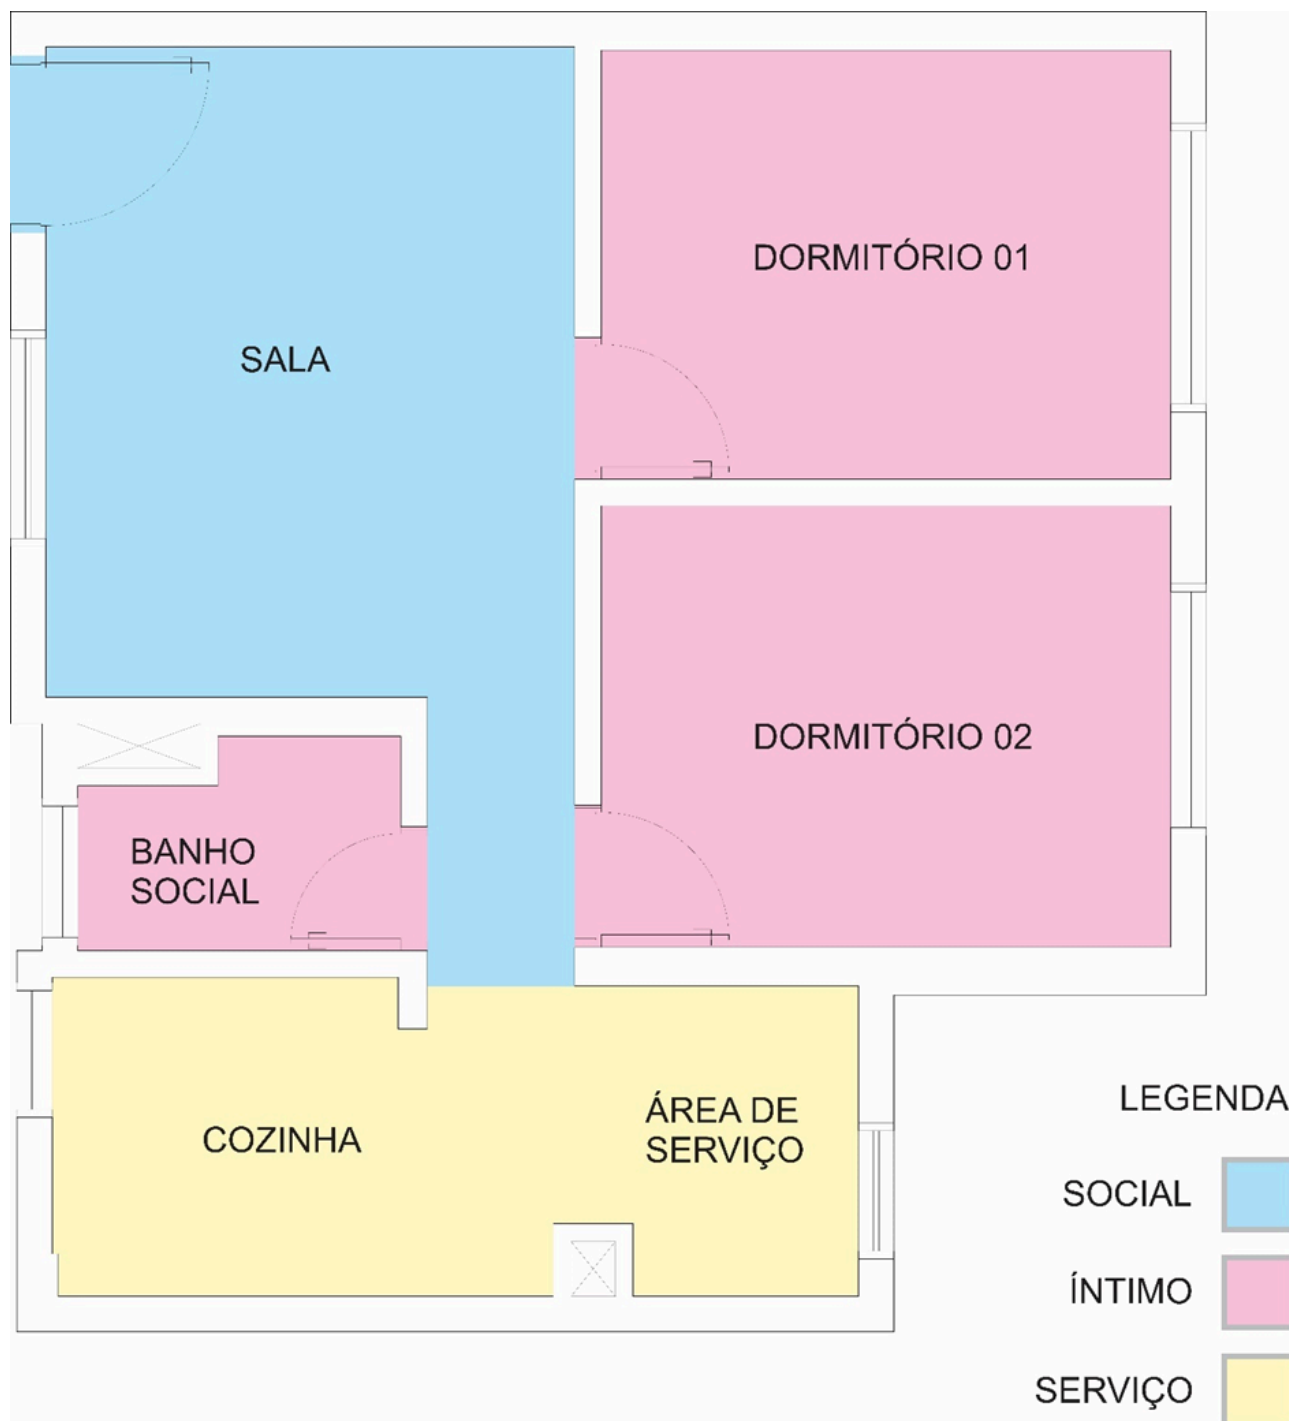 DORMITÓRIO 01
SALA
DORMITÓRIO 02
BANHO
SOCIAL
COZINHA
ÁREA DE
SERVIÇO
LEGENDA
SOCIAL
ÍNTIMO
SERVIÇO